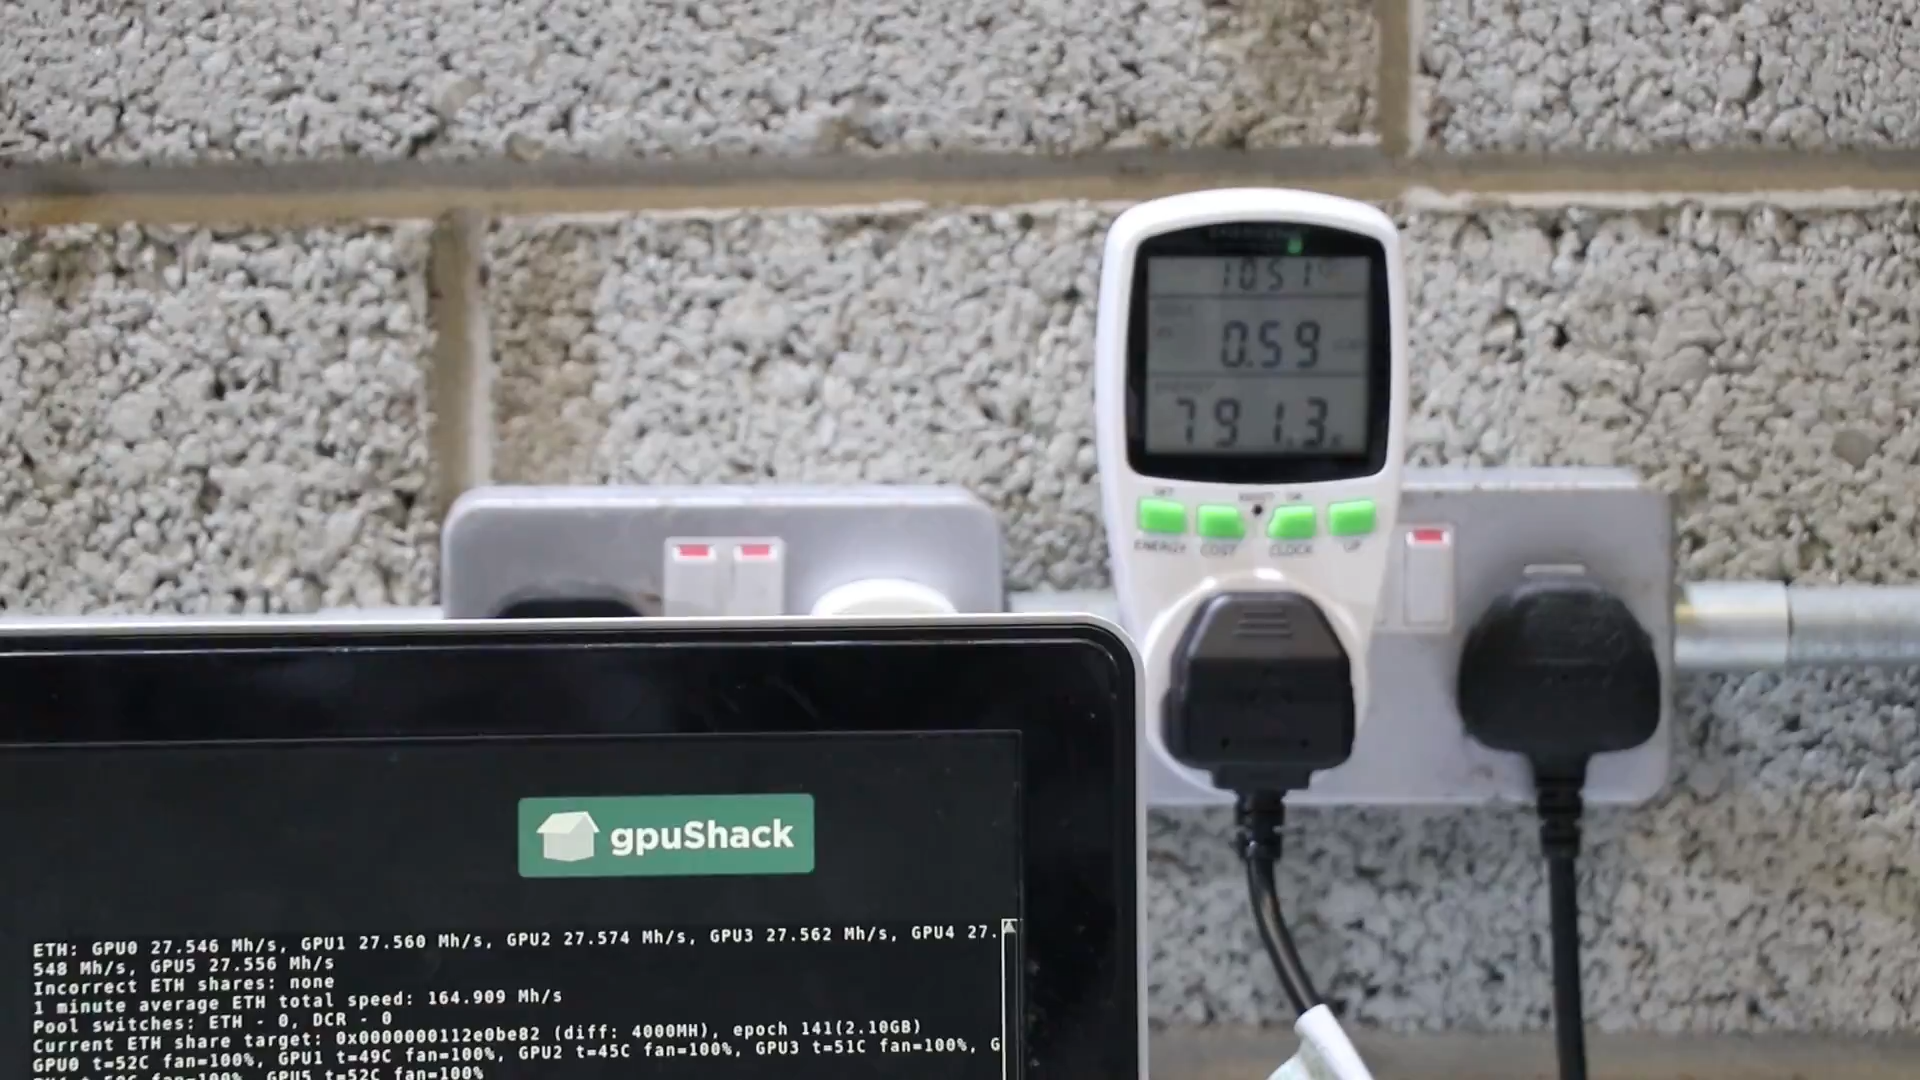 10:51
0.59
791.3
ENERGY COST CLOCK UP
gpuShack
ETH: GPU0 27.546 Mh/s, GPU1 27.560 Mh/s, GPU2 27.574 Mh/s, GPU3 27.562 Mh/s, GPU4 27.
548 Mh/s, GPU5 27.556 Mh/s
Incorrect ETH shares: none
1 minute average ETH total speed: 164.909 Mh/s
Pool switches: ETH - 0, DCR - 0
Current ETH share target: 0x0000000112e0be82 (diff: 4000MH), epoch 141(2.10GB)
GPU0 t=52C fan=100%, GPU1 t=49C fan=100%, GPU2 t=45C fan=100%, GPU3 t=51C fan=100%, G
fan=100%, GPU5 t=52C fan=100%